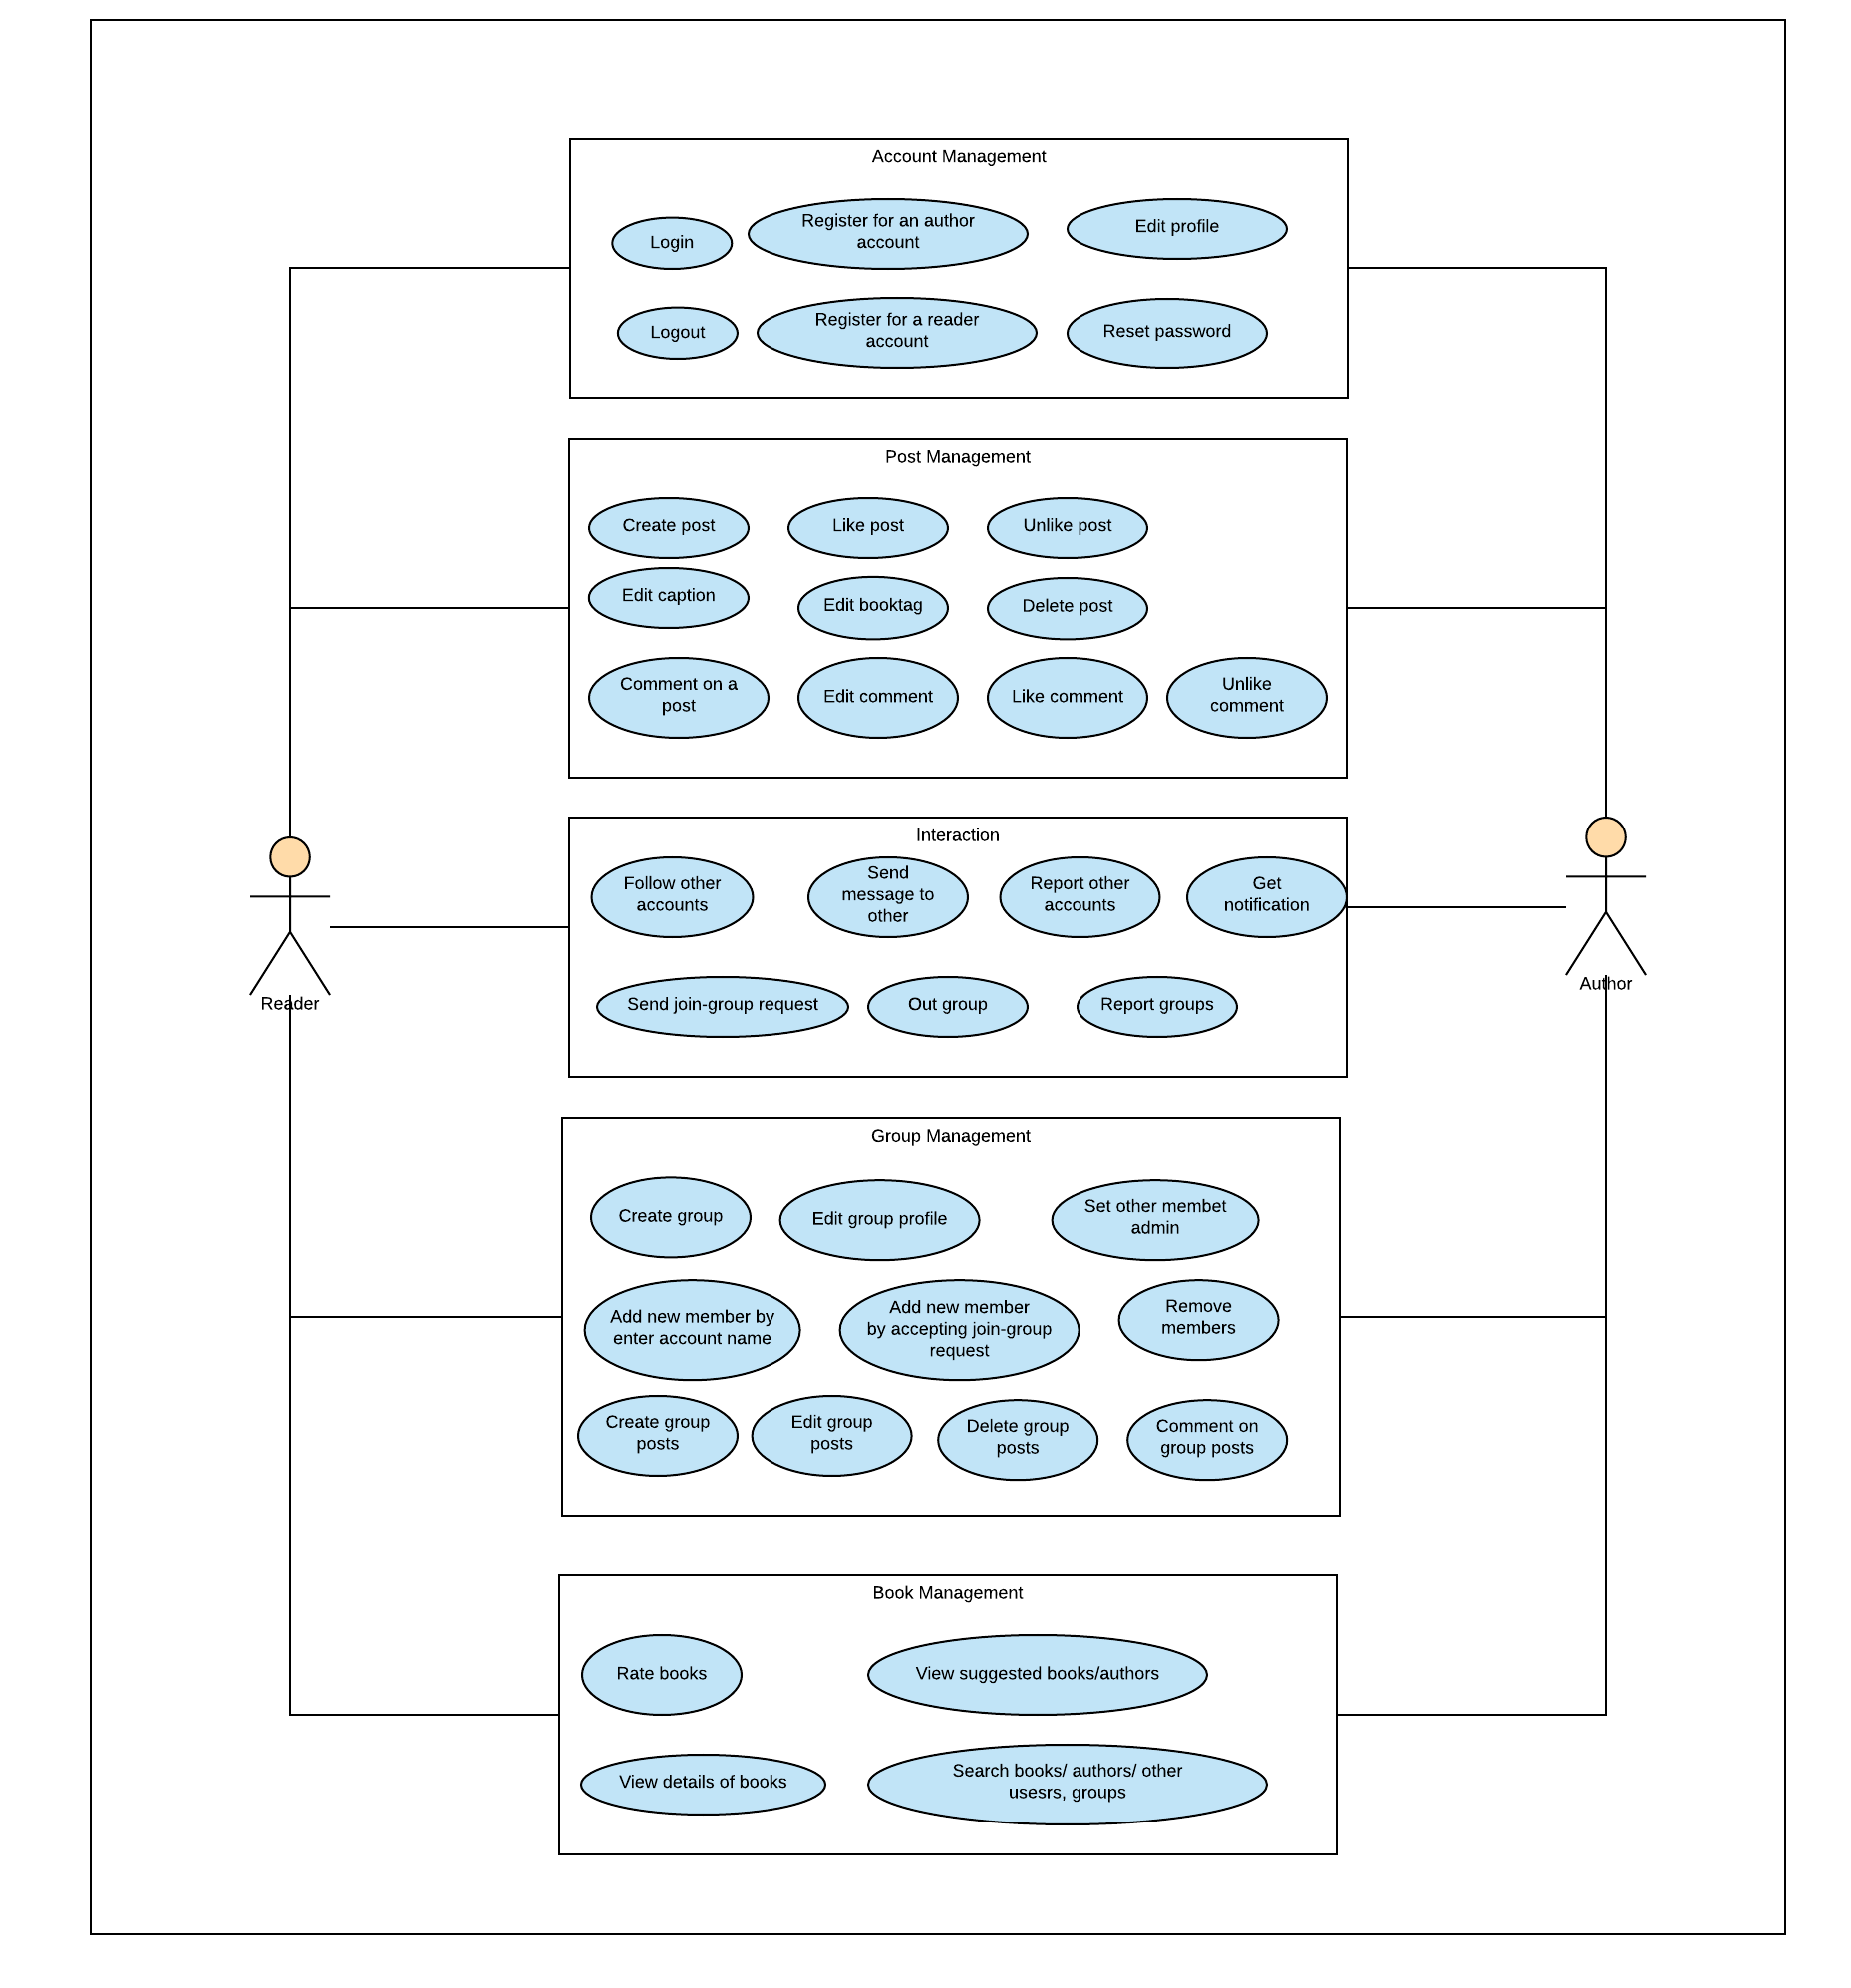 Account Management
Login
Register for an author
account
Edit profile
Logout
Register for a reader
account
Reset password
Post Management
Create post
Like post
Unlike post
Edit caption
Edit booktag
Delete post
Comment on a
post
Edit comment
Like comment
Unlike
comment
Interaction
Follow other
accounts
Send
message to
other
Report other
accounts
Get
notification
Reader
Author
Send join-group request
Out group
Report groups
Group Management
Create group
Edit group profile
Set other membet
admin
Add new member by
enter account name
Add new member
by accepting join-group
request
Remove
members
Create group
posts
Edit group
posts
Delete group
posts
Comment on
group posts
Book Management
Rate books
View suggested books/authors
View details of books
Search books/ authors/ other
usesrs, groups